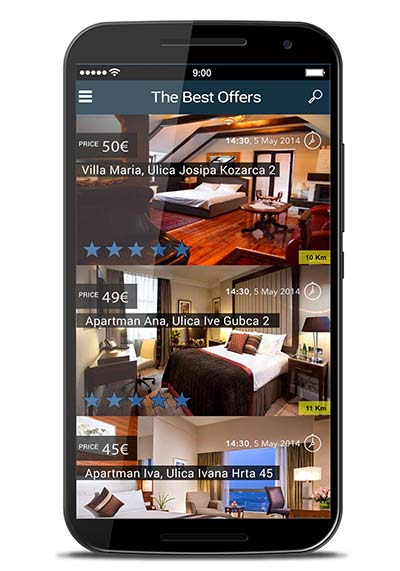 9:00
The Best Offers
PRICE 50€
14:30, 5 May 2014
Villa Maria, Ulica Josipa Kozarca 2
10 Km
PRICE 49€
14:30, 5 May 2014
Apartman Ana, Ulica Ive Gubca 2
11 Km
PRICE 45€
14:30, 5 May 2014
Apartman Iva, Ulica Ivana Hrta 45